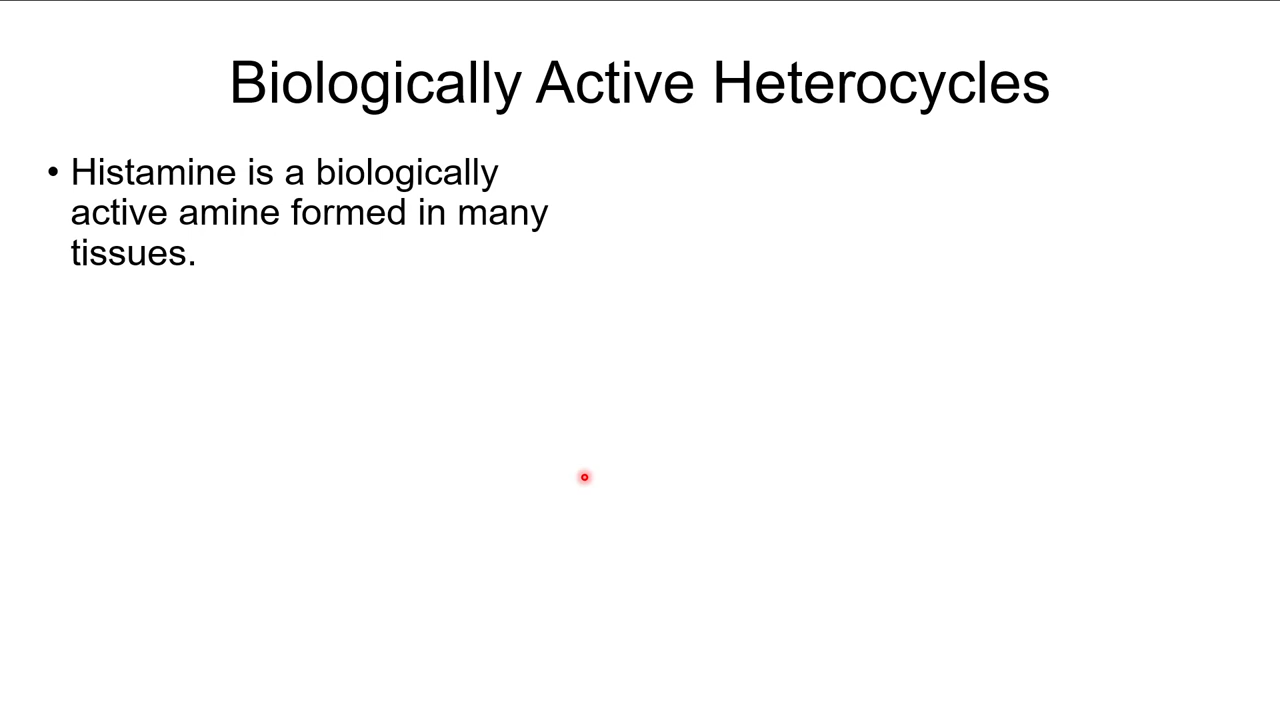 Biologically Active Heterocycles
• Histamine is a biologically
active amine formed in many
tissues.